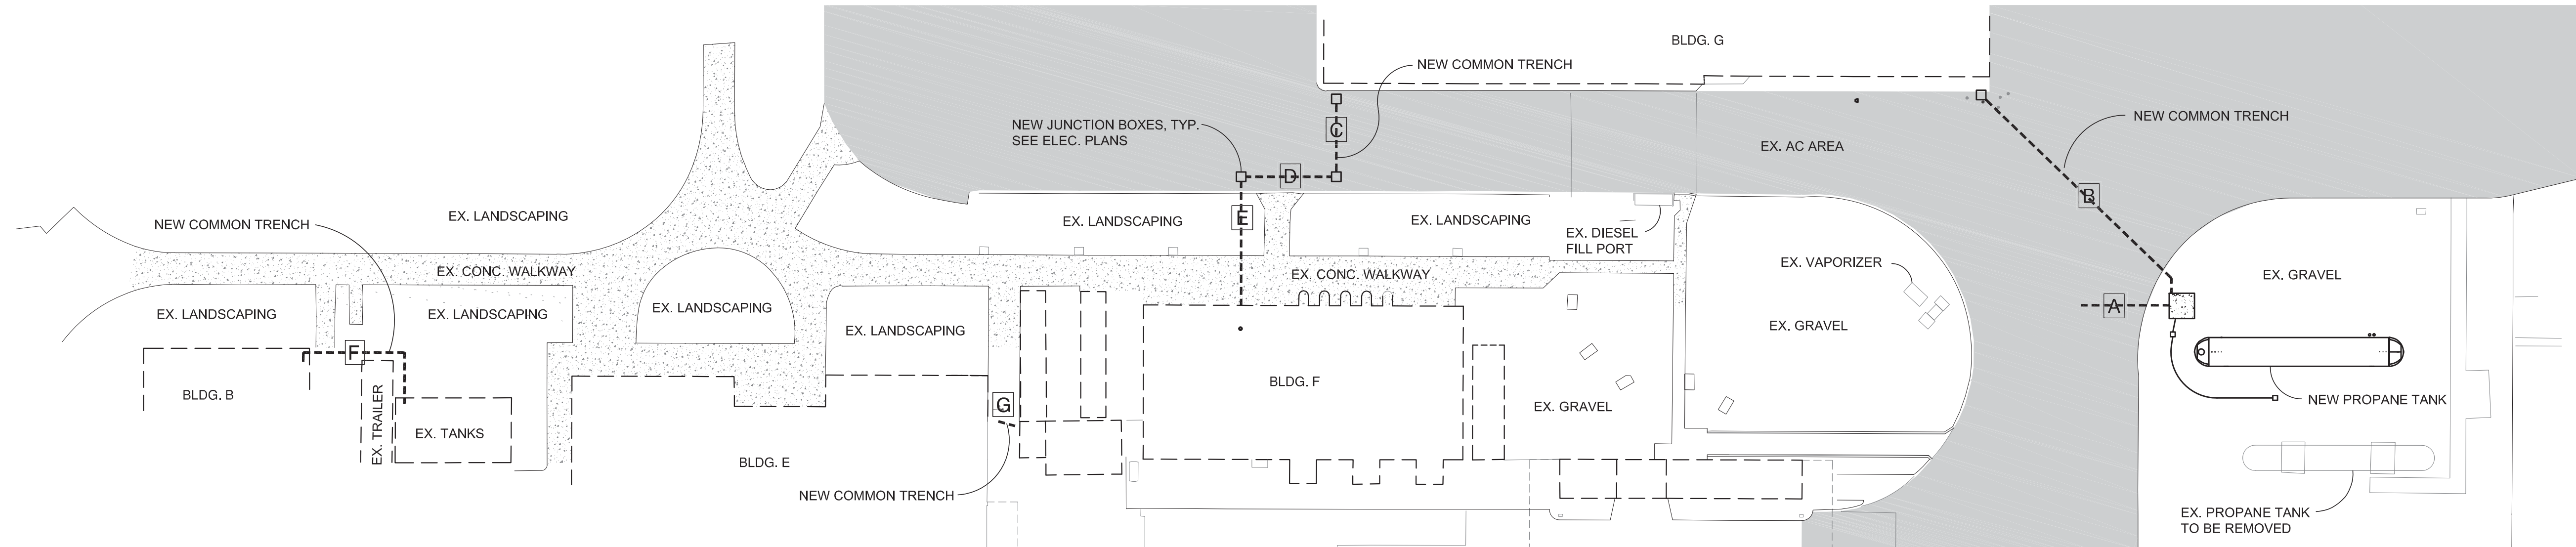 BLDG. G
NEW COMMON TRENCH
C
NEW JUNCTION BOXES, TYP.
SEE ELEC. PLANS
NEW COMMON TRENCH
EX. AC AREA
D
B
EX. LANDSCAPING
NEW COMMON TRENCH
EX. LANDSCAPING
E
EX. LANDSCAPING
EX. DIESEL
FILL PORT
EX. CONC. WALKWAY
EX. CONC. WALKWAY
EX. VAPORIZER
EX. GRAVEL
EX. LANDSCAPING
EX. LANDSCAPING
EX. LANDSCAPING
EX. LANDSCAPING
EX. GRAVEL
A
F
BLDG. B
EX. TRAILER
EX. TANKS
BLDG. F
G
EX. GRAVEL
NEW PROPANE TANK
BLDG. E
NEW COMMON TRENCH
EX. PROPANE TANK
TO BE REMOVED